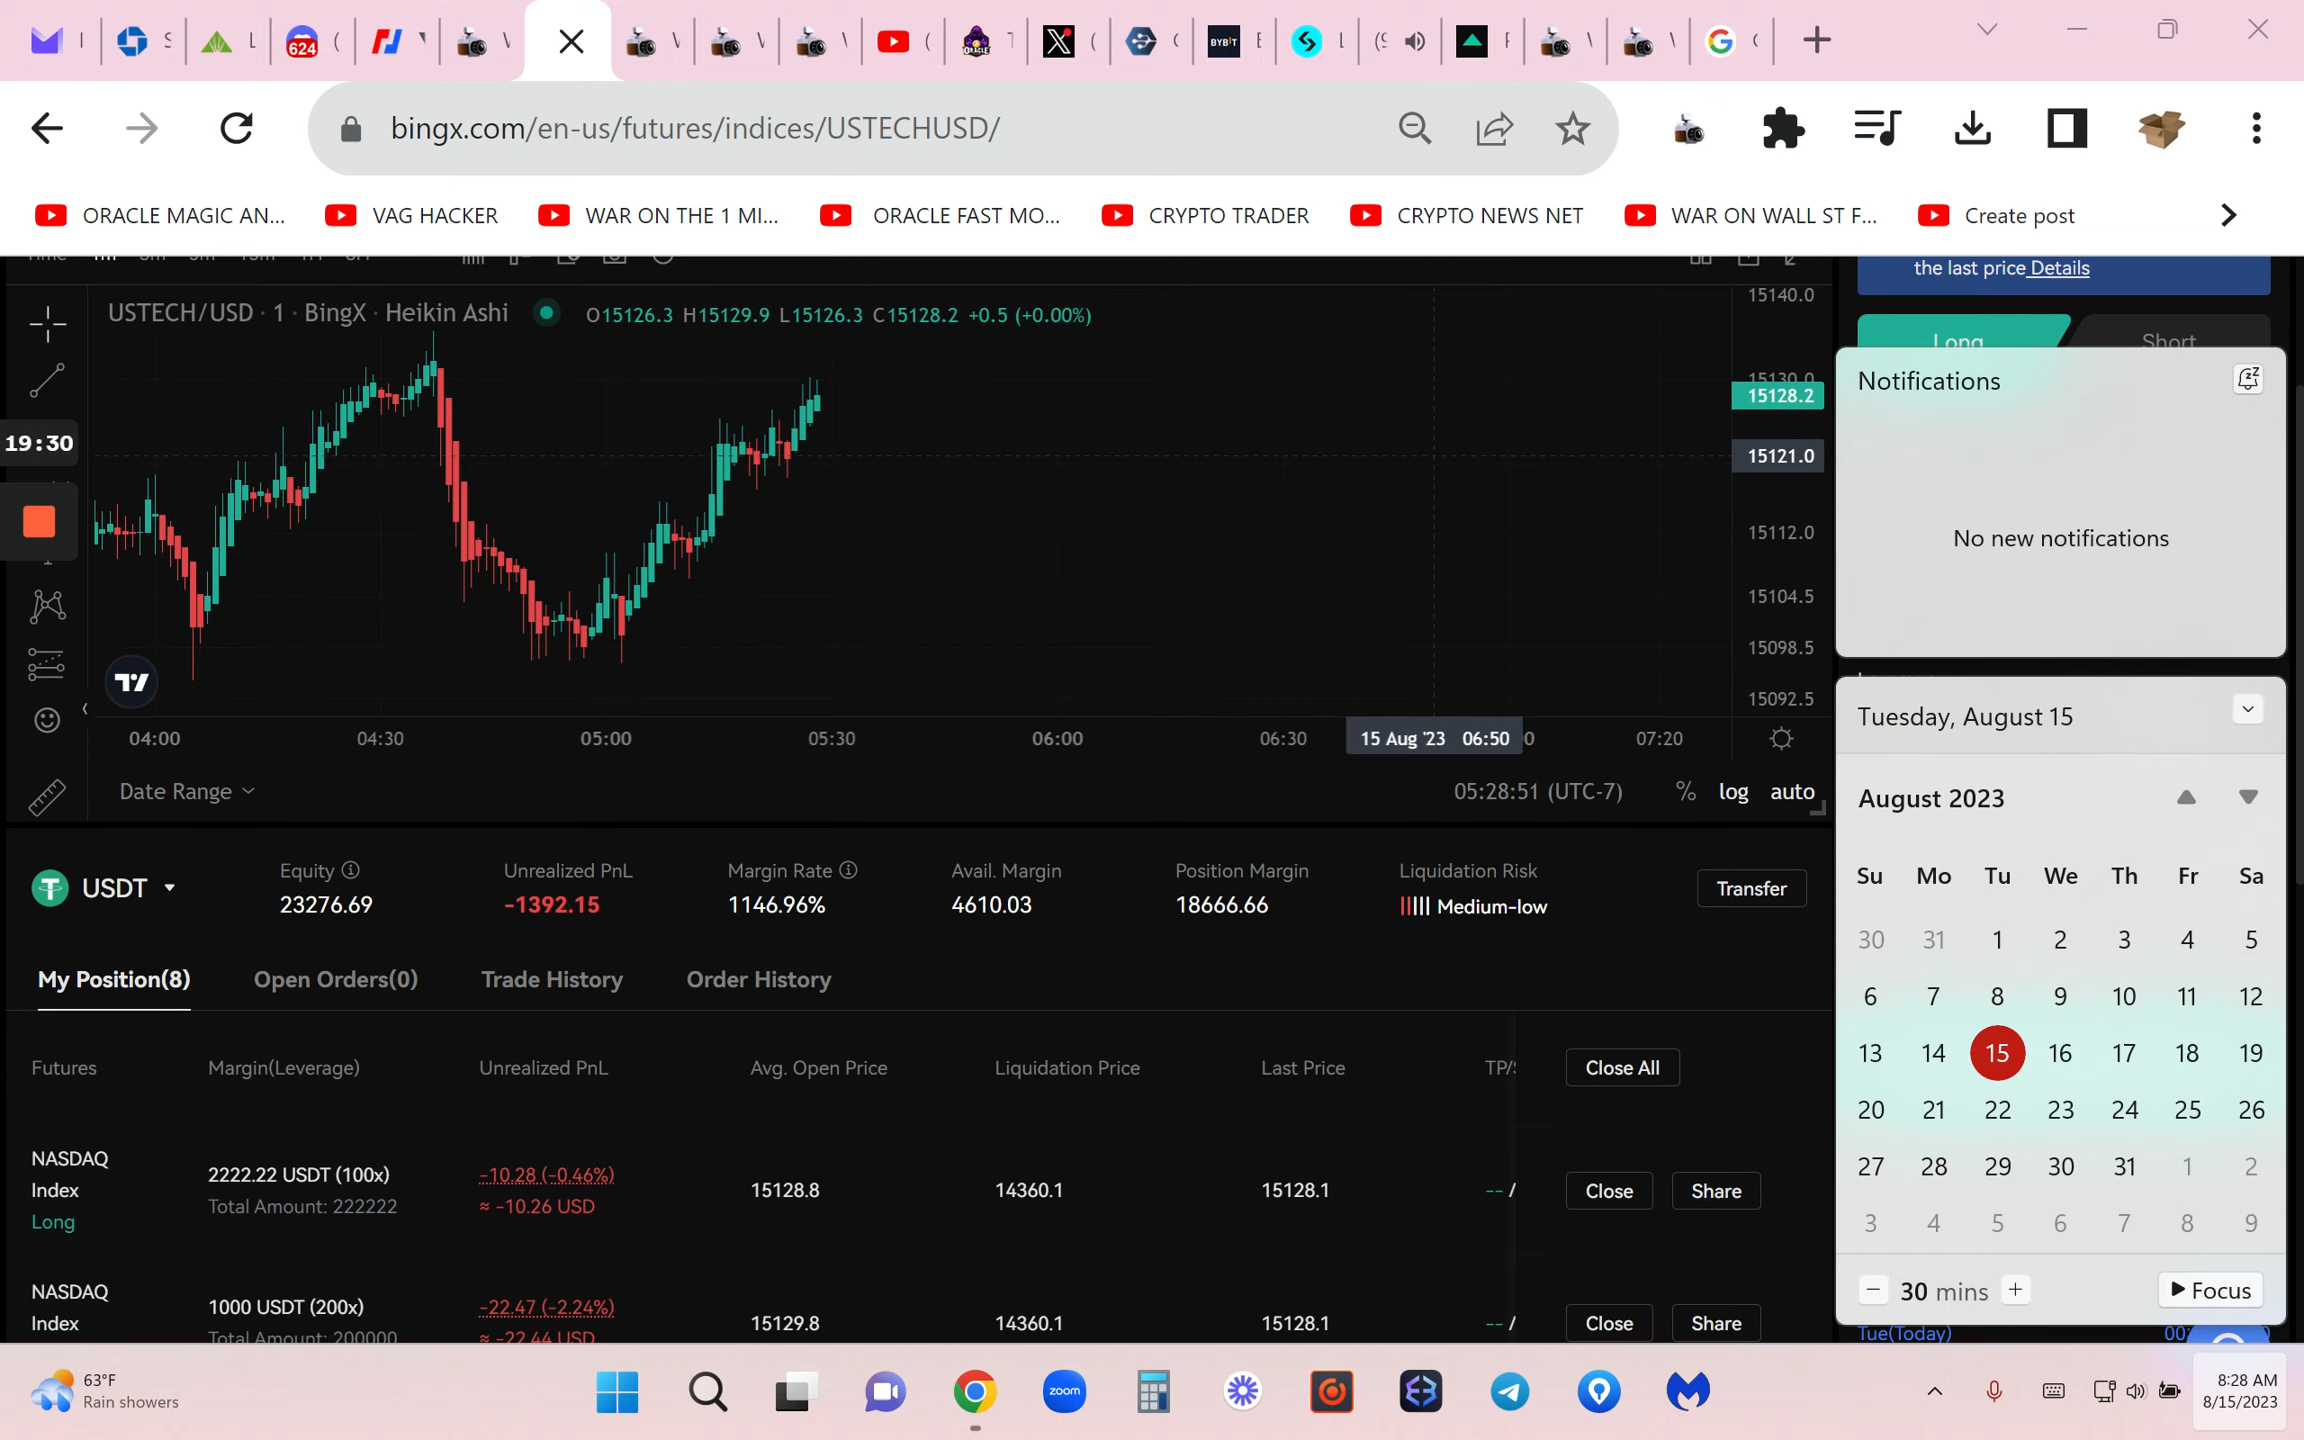 624
BYBIT
bingx.com/en-us/futures/indices/USTECHUSD/
ORACLE MAGIC AN...
VAG HACKER
WAR ON THE 1 MI...
ORACLE FAST MO...
CRYPTO TRADER
CRYPTO NEWS NET
WAR ON WALL ST F...
Create post
the last price Details
Long
Short
USTECH/USD · 1 · BingX · Heikin Ashi
O15126.3 H15129.9 L15126.3 C15128.2 +0.5 (+0.00%)
15140.0
15130.0
15128.2
15121.0
15112.0
15104.5
15098.5
15092.5
19:30
04:00
04:30
05:00
05:30
06:00
06:30
15 Aug '23 06:50
07:20
Date Range
05:28:51 (UTC-7)
%
log
auto
USDT
Equity
23276.69
Unrealized PnL
-1392.15
Margin Rate
1146.96%
Avail. Margin
4610.03
Position Margin
18666.66
Liquidation Risk
Medium-low
Transfer
My Position(8)
Open Orders(0)
Trade History
Order History
Futures
Margin(Leverage)
Unrealized PnL
Avg. Open Price
Liquidation Price
Last Price
Close All
NASDAQ
Index
Long
2222.22 USDT (100x)
Total Amount: 222222
-10.28 (-0.46%)
≈ -10.26 USD
15128.8
14360.1
15128.1
-- /
Close
Share
NASDAQ
Index
1000 USDT (200x)
Total Amount: 200000
-22.47 (-2.24%)
≈ -22.44 USD
15129.8
14360.1
15128.1
-- /
Close
Share
Notifications
No new notifications
Tuesday, August 15
August 2023
Su Mo Tu We Th Fr Sa
30 31 1 2 3 4 5
6 7 8 9 10 11 12
13 14 15 16 17 18 19
20 21 22 23 24 25 26
27 28 29 30 31 1 2
3 4 5 6 7 8 9
30 mins
Focus
Tue(Today)
63°F
Rain showers
zoom
8:28 AM
8/15/2023